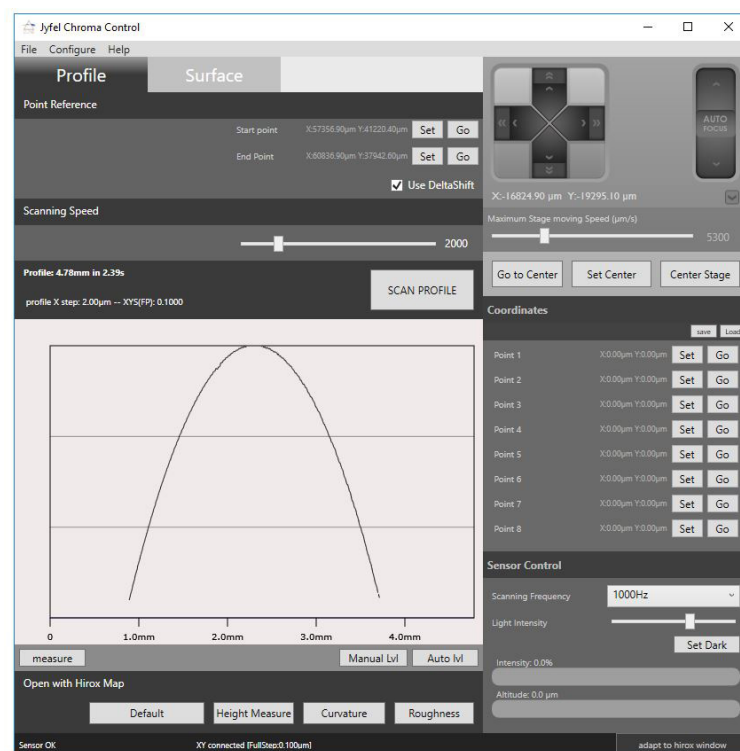 Jyfel Chroma Control
File Configure Help
Profile Surface
Point Reference
Start point X:57356.90µm Y:41220.40µm Set Go
End Point X:60836.90µm Y:37942.60µm Set Go
Use DeltaShift
Scanning Speed
2000
Profile: 4.78mm in 2.39s
profile X step: 2.00µm -- XYS(FP): 0.1000
SCAN PROFILE
0 1.0mm 2.0mm 3.0mm 4.0mm
measure Manual Lvl Auto lvl
Open with Hirox Map
Default Height Measure Curvature Roughness
AUTO
FOCUS
X:-16824.90 µm Y:-19295.10 µm
Maximum Stage moving Speed (µm/s)
5300
Go to Center Set Center Center Stage
Coordinates
save Load
Point 1 X:0.00µm Y:0.00µm Set Go
Point 2 X:0.00µm Y:0.00µm Set Go
Point 3 X:0.00µm Y:0.00µm Set Go
Point 4 X:0.00µm Y:0.00µm Set Go
Point 5 X:0.00µm Y:0.00µm Set Go
Point 6 X:0.00µm Y:0.00µm Set Go
Point 7 X:0.00µm Y:0.00µm Set Go
Point 8 X:0.00µm Y:0.00µm Set Go
Sensor Control
Scanning Frequency 1000Hz
Light Intensity
Set Dark
Intensity: 0.0%
Altitude: 0.0 µm
Sensor OK XY connected [FullStep:0.100µm] adapt to hirox window